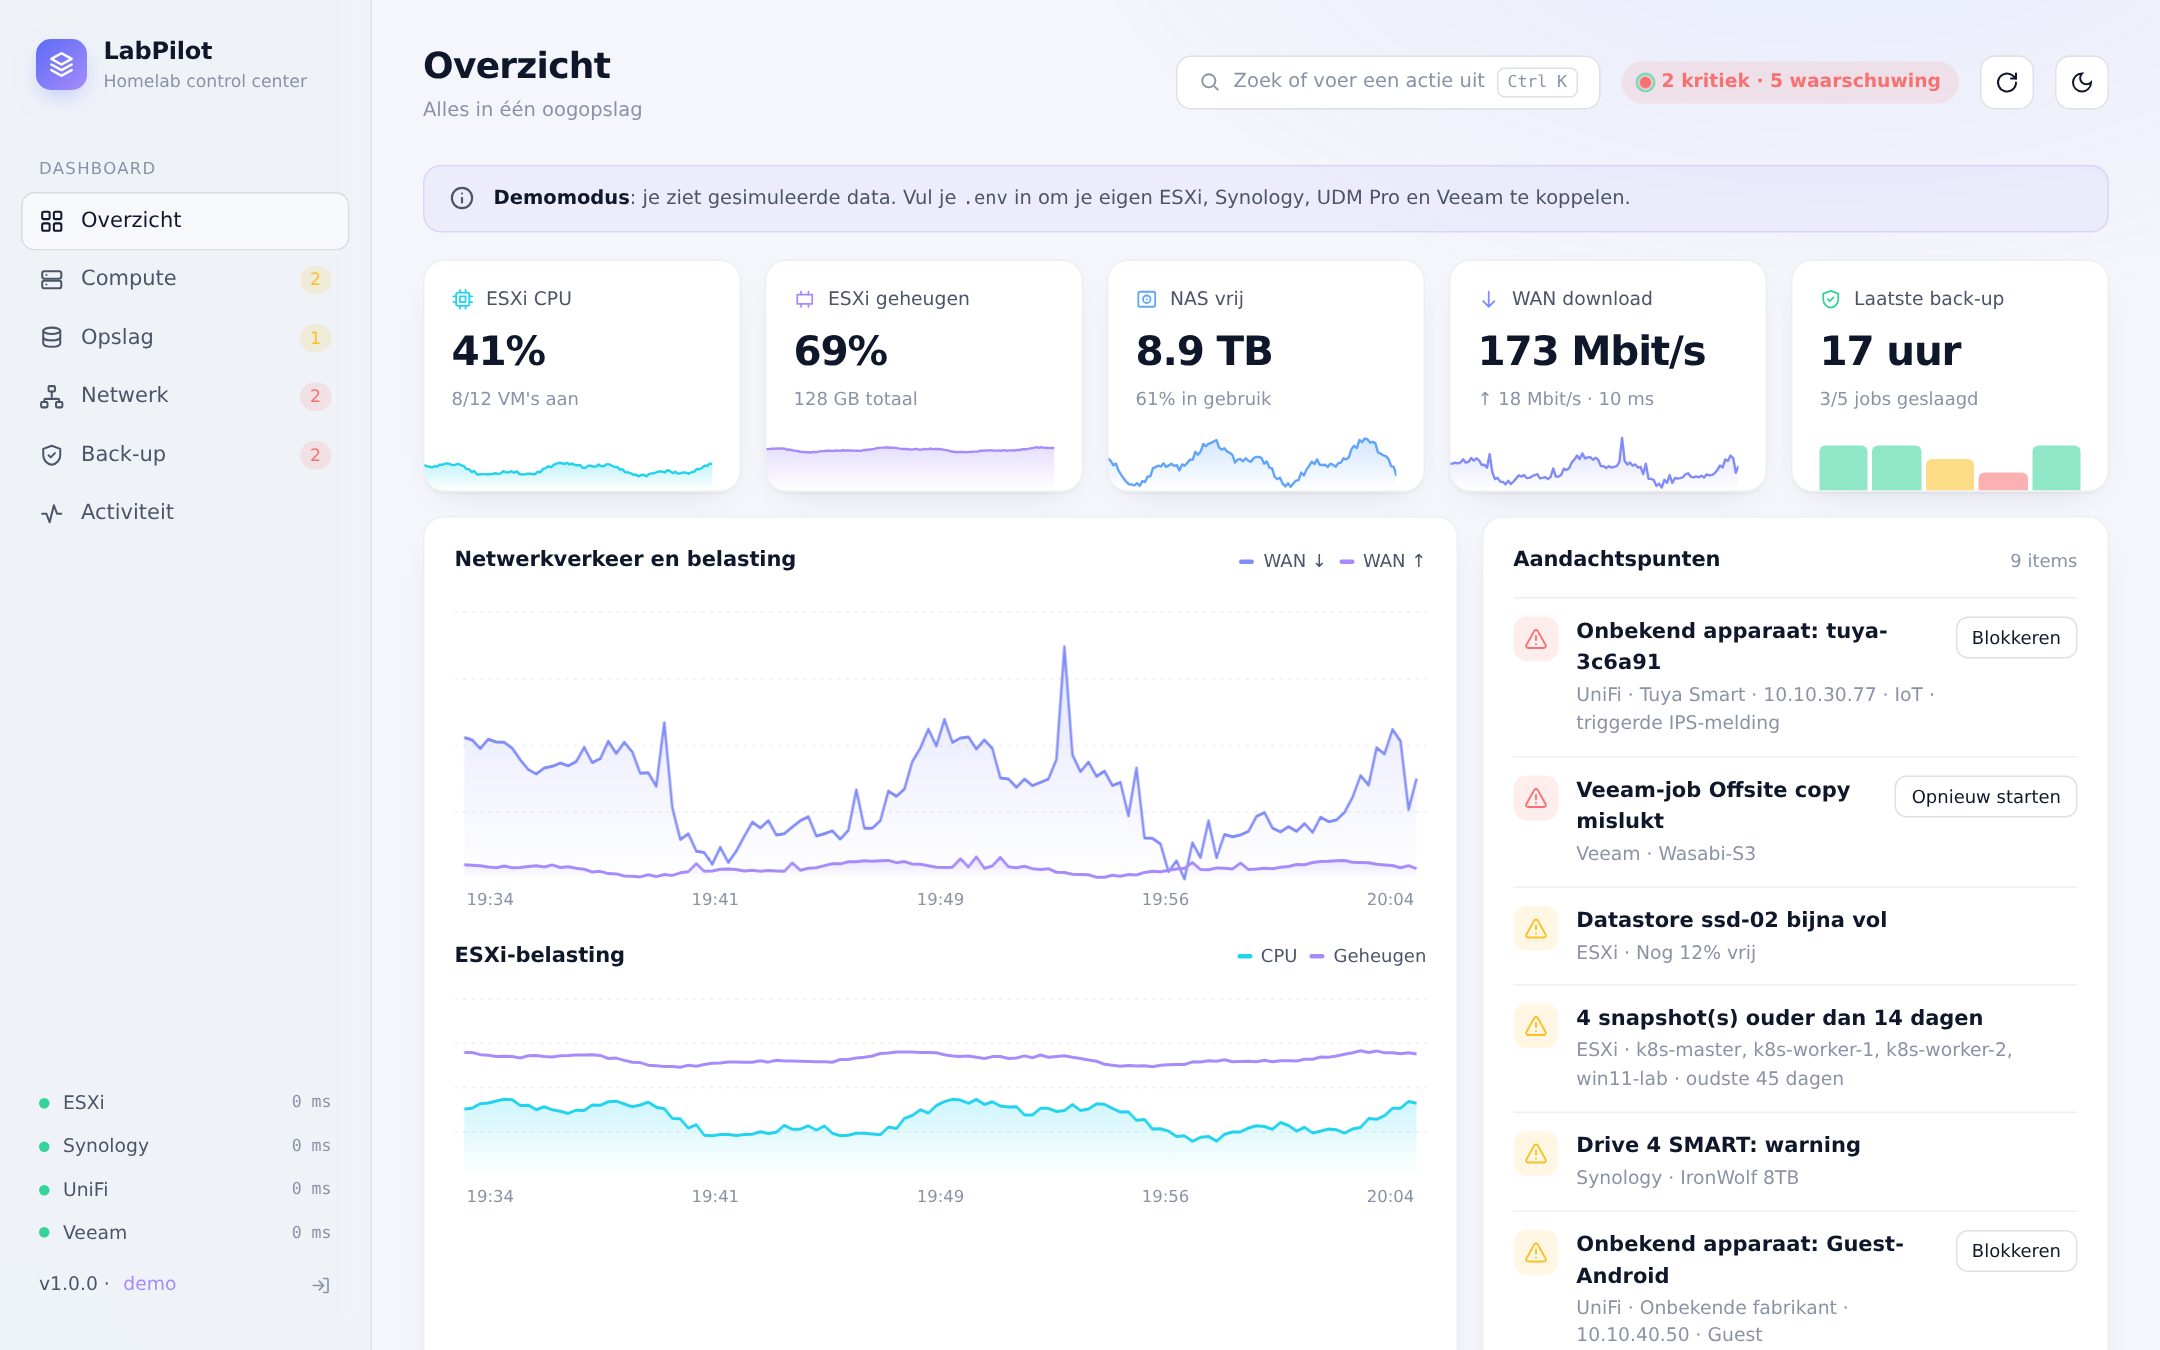 LabPilot
Homelab control center
DASHBOARD
Overzicht
Compute 2
Opslag 1
Netwerk 2
Back-up 2
Activiteit
ESXi 0 ms
Synology 0 ms
UniFi 0 ms
Veeam 0 ms
v1.0.0 · demo
Overzicht
Alles in één oogopslag
Zoek of voer een actie uit Ctrl K
2 kritiek · 5 waarschuwing
Demomodus: je ziet gesimuleerde data. Vul je .env in om je eigen ESXi, Synology, UDM Pro en Veeam te koppelen.
ESXi CPU
41%
8/12 VM's aan
ESXi geheugen
69%
128 GB totaal
NAS vrij
8.9 TB
61% in gebruik
WAN download
173 Mbit/s
↑ 18 Mbit/s · 10 ms
Laatste back-up
17 uur
3/5 jobs geslaagd
Netwerkverkeer en belasting
WAN ↓ WAN ↑
19:34 19:41 19:49 19:56 20:04
ESXi-belasting
CPU Geheugen
19:34 19:41 19:49 19:56 20:04
Aandachtspunten
9 items
Onbekend apparaat: tuya-
3c6a91
Blokkeren
UniFi · Tuya Smart · 10.10.30.77 · IoT ·
triggerde IPS-melding
Veeam-job Offsite copy
mislukt
Opnieuw starten
Veeam · Wasabi-S3
Datastore ssd-02 bijna vol
ESXi · Nog 12% vrij
4 snapshot(s) ouder dan 14 dagen
ESXi · k8s-master, k8s-worker-1, k8s-worker-2,
win11-lab · oudste 45 dagen
Drive 4 SMART: warning
Synology · IronWolf 8TB
Onbekend apparaat: Guest-
Android
Blokkeren
UniFi · Onbekende fabrikant ·
10.10.40.50 · Guest